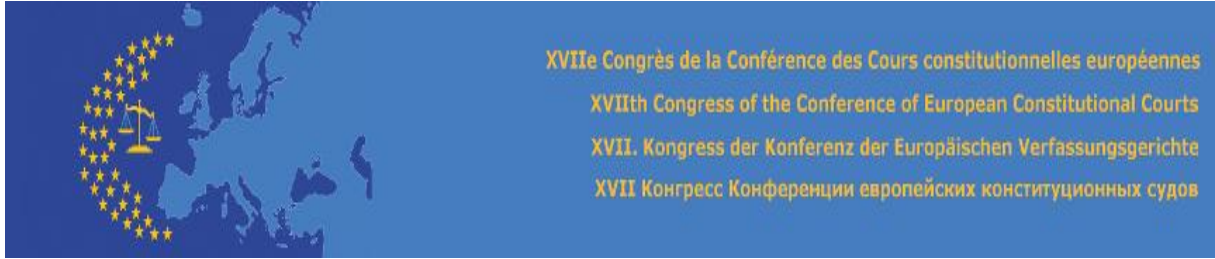 XVIIe Congrès de la Conférence des Cours constitutionnelles européennes
XVIIth Congress of the Conference of European Constitutional Courts
XVII. Kongress der Konferenz der Europäischen Verfassungsgerichte
XVII Конгресс Конференции европейских конституционных судов